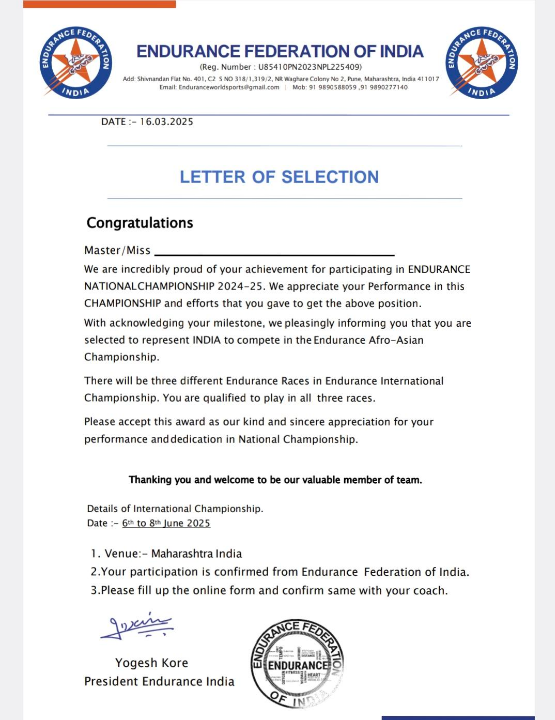 ENDURANCE FEDERATION
INDIA
ENDURANCE FEDERATION OF INDIA
(Reg. Number : U85410PN2023NPL225409)
Add Shivnandan Flat No. 401, C2 S NO 318/1,319/2, NR Waghare Colony No 2, Pune, Maharashtra, India 411017
Email: Enduranceworldsports@gmail.com | Mob: 91 9890588059 ,91 9890277140
ENDURANCE FEDERATION
INDIA
DATE :- 16.03.2025
LETTER OF SELECTION
Congratulations
Master/Miss
We are incredibly proud of your achievement for participating in ENDURANCE
NATIONALCHAMPIONSHIP 2024-25. We appreciate your Performance in this
CHAMPIONSHIP and efforts that you gave to get the above position.
With acknowledging your milestone, we pleasingly informing you that you are
selected to represent INDIA to compete in the Endurance Afro-Asian
Championship.
There will be three different Endurance Races in Endurance International
Championship. You are qualified to play in all three races.
Please accept this award as our kind and sincere appreciation for your
performance and dedication in National Championship.
Thanking you and welcome to be our valuable member of team.
Details of International Championship.
Date :- 6th to 8th June 2025
1. Venue:- Maharashtra India
2.Your participation is confirmed from Endurance Federation of India.
3.Please fill up the online form and confirm same with your coach.
Yogesh Kore
President Endurance India
ENDURANCE FEDERATION
ENDURANCE
OF INDIA